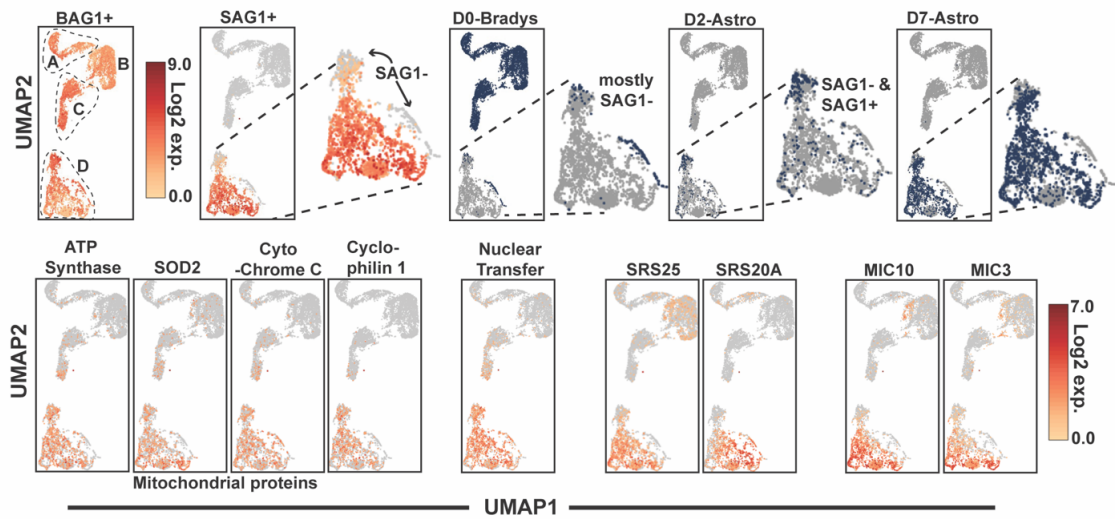 BAG1+
SAG1+
D0-Bradys
D2-Astro
D7-Astro
UMAP2
A
B
C
D
9.0
Log2 exp.
0.0
SAG1-
mostly
SAG1-
SAG1- &
SAG1+
ATP
Synthase
SOD2
Cyto
-Chrome C
Cyclo-
philin 1
Nuclear
Transfer
SRS25
SRS20A
MIC10
MIC3
UMAP2
7.0
Log2 exp.
0.0
Mitochondrial proteins
UMAP1